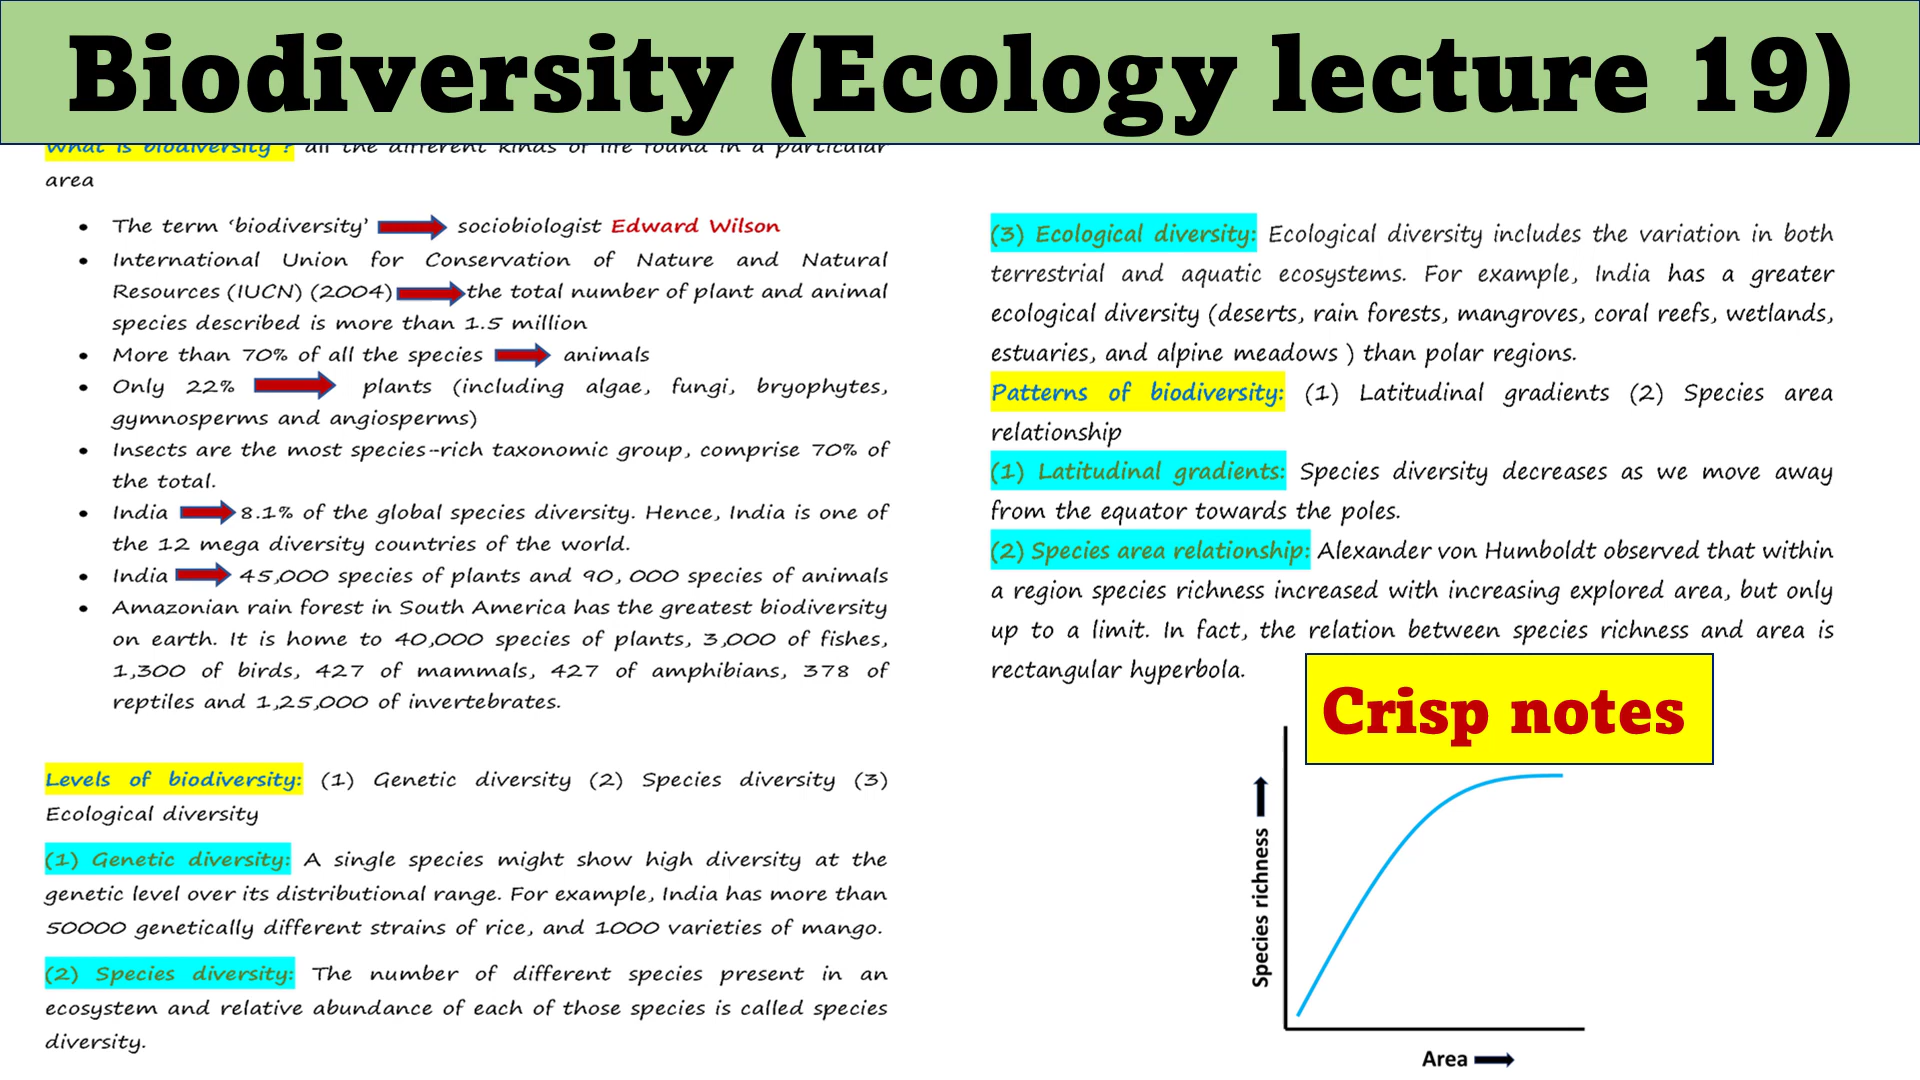 Biodiversity (Ecology lecture 19)
What is biodiversity ? all the different kinds of life found in a particular
area
• The term ‘biodiversity’ sociobiologist Edward Wilson
• International Union for Conservation of Nature and Natural
Resources (IUCN) (2004) the total number of plant and animal
species described is more than 1.5 million
• More than 70% of all the species animals
• Only 22% plants (including algae, fungi, bryophytes,
gymnosperms and angiosperms)
• Insects are the most species-rich taxonomic group, comprise 70% of
the total.
• India 8.1% of the global species diversity. Hence, India is one of
the 12 mega diversity countries of the world.
• India 45,000 species of plants and 90, 000 species of animals
• Amazonian rain forest in South America has the greatest biodiversity
on earth. It is home to 40,000 species of plants, 3,000 of fishes,
1,300 of birds, 427 of mammals, 427 of amphibians, 378 of
reptiles and 1,25,000 of invertebrates.
Levels of biodiversity: (1) Genetic diversity (2) Species diversity (3)
Ecological diversity
(1) Genetic diversity: A single species might show high diversity at the
genetic level over its distributional range. For example, India has more than
50000 genetically different strains of rice, and 1000 varieties of mango.
(2) Species diversity: The number of different species present in an
ecosystem and relative abundance of each of those species is called species
diversity.
(3) Ecological diversity: Ecological diversity includes the variation in both
terrestrial and aquatic ecosystems. For example, India has a greater
ecological diversity (deserts, rain forests, mangroves, coral reefs, wetlands,
estuaries, and alpine meadows ) than polar regions.
Patterns of biodiversity: (1) Latitudinal gradients (2) Species area
relationship
(1) Latitudinal gradients: Species diversity decreases as we move away
from the equator towards the poles.
(2) Species area relationship: Alexander von Humboldt observed that within
a region species richness increased with increasing explored area, but only
up to a limit. In fact, the relation between species richness and area is
rectangular hyperbola.
Crisp notes
Species richness
Area